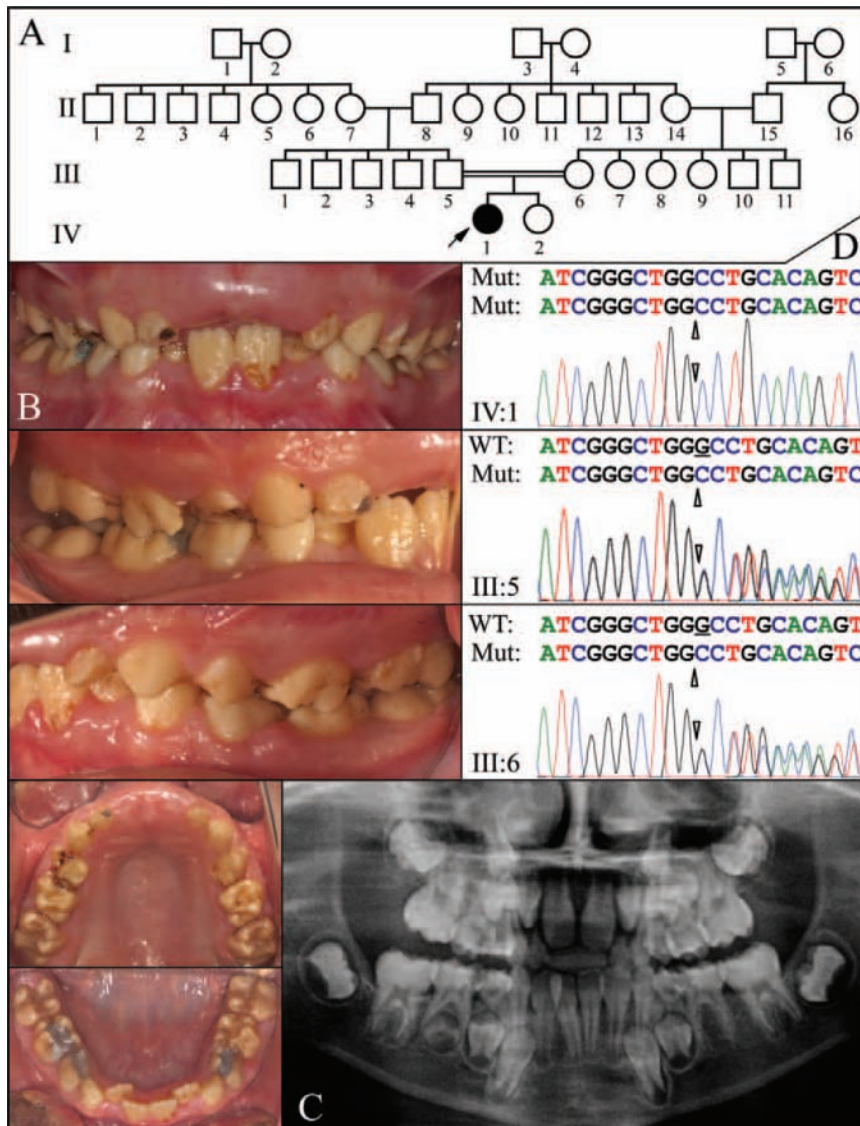 A
I
1 2 3 4 5 6
II
1 2 3 4 5 6 7 8 9 10 11 12 13 14 15 16
III
1 2 3 4 5 6 7 8 9 10 11
IV
1 2
D
Mut: ATCGGGCTGGCCTGCACAGTC
Mut: ATCGGGCTGGCCTGCACAGTC
IV:1
B
WT: ATCGGGCTGGGCCTGCACAGT
Mut: ATCGGGCTGGCCTGCACAGTC
III:5
WT: ATCGGGCTGGGCCTGCACAGT
Mut: ATCGGGCTGGCCTGCACAGTC
III:6
C